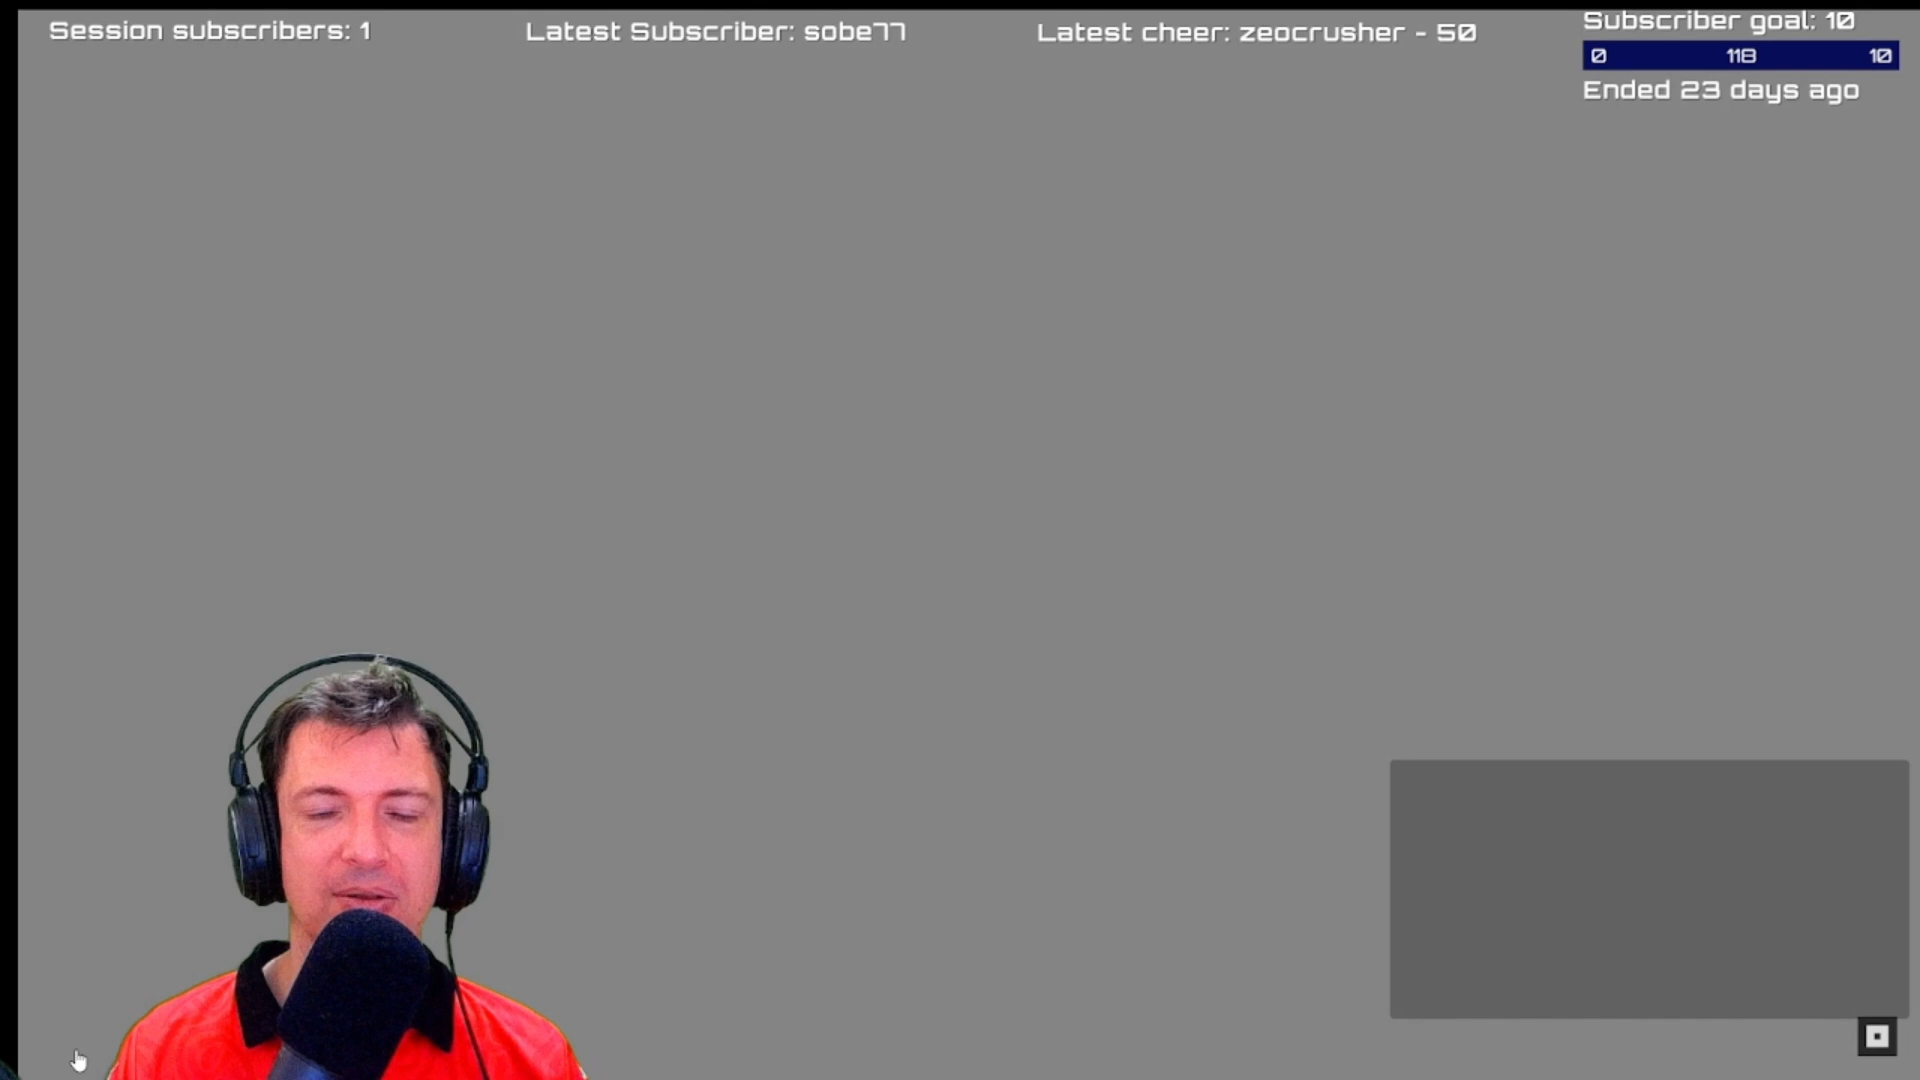 Session subscribers: 1
Latest Subscriber: sobe77
Latest cheer: zeocrusher - 50
Subscriber goal: 10
0 118 10
Ended 23 days ago